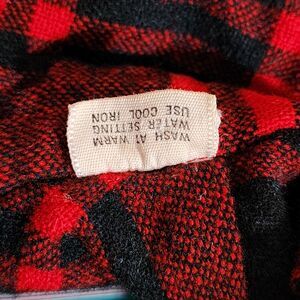 WASH AT WARM
WATER SETTING
USE COOL IRON